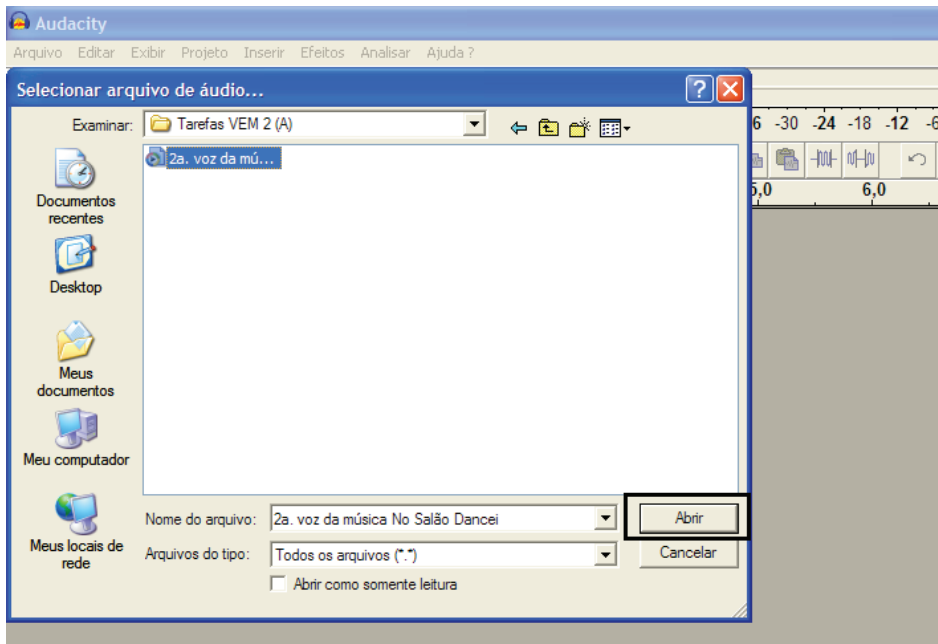 Audacity
Arquivo Editar Exibir Projeto Inserir Efeitos Analisar Ajuda ?
Selecionar arquivo de áudio...
Examinar: Tarefas VEM 2 (A)
-30 -24 -18 -12
2a. voz da mú...
5,0 6,0
Documentos
recentes
Desktop
Meus
documentos
Meu computador
Meus locais de
rede
Nome do arquivo: 2a. voz da música No Salão Dancei Abrir
Arquivos do tipo: Todos os arquivos (*.*) Cancelar
Abrir como somente leitura